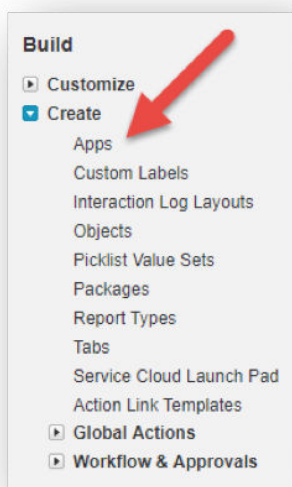 Build
Customize
Create
Apps
Custom Labels
Interaction Log Layouts
Objects
Picklist Value Sets
Packages
Report Types
Tabs
Service Cloud Launch Pad
Action Link Templates
Global Actions
Workflow & Approvals